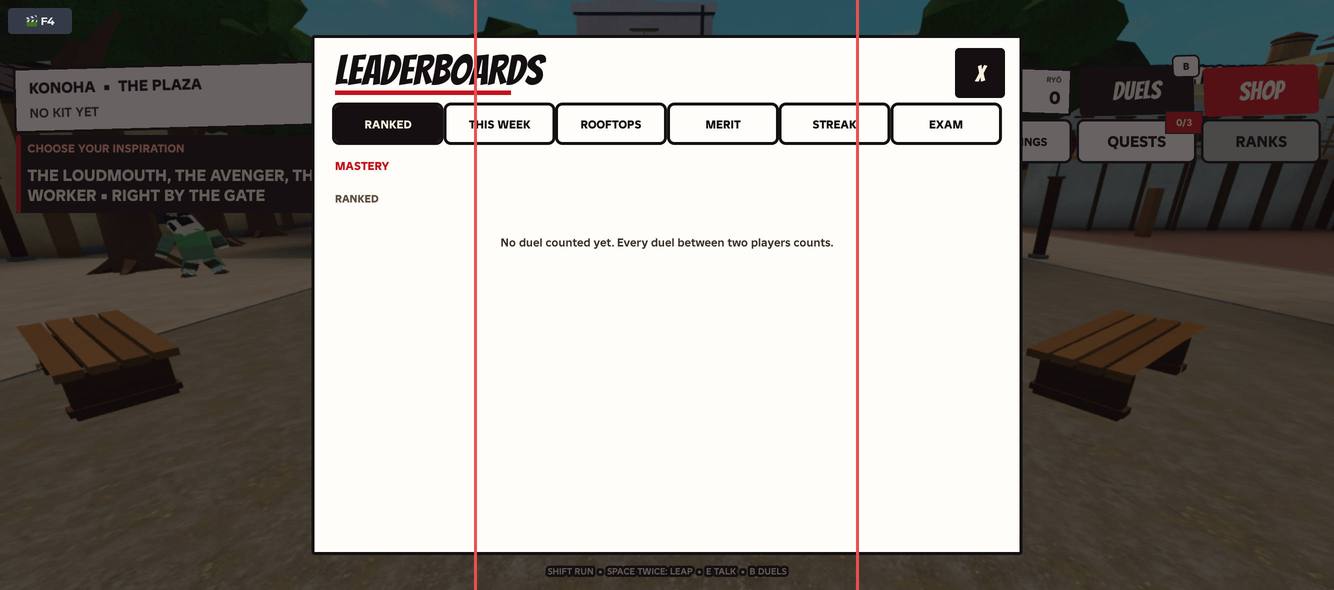 F4
KONOHA ▪ THE PLAZA
NO KIT YET
CHOOSE YOUR INSPIRATION
THE LOUDMOUTH, THE AVENGER, TH
WORKER ▪ RIGHT BY THE GATE
LEADERBOARDS
X
RANKED
THIS WEEK
ROOFTOPS
MERIT
STREAK
EXAM
MASTERY
RANKED
No duel counted yet. Every duel between two players counts.
RYŌ
0
B
DUELS
SHOP
0/3
NGS
QUESTS
RANKS
SHIFT RUN ▪ SPACE TWICE: LEAP ▪ E TALK ▪ B DUELS